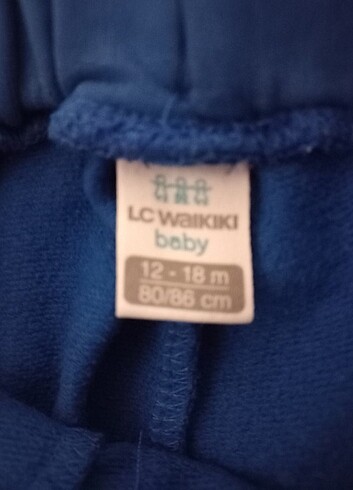 LC WAIKIKI
baby
12 - 18 m
80/86 cm